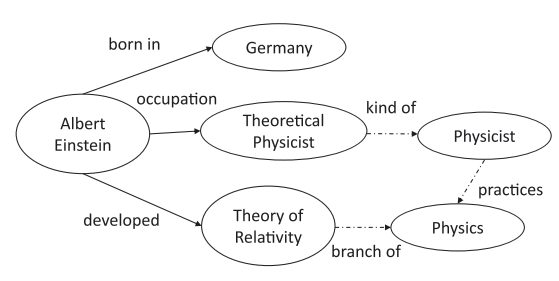 born in
Germany
occupation
Albert
Einstein
Theoretical
Physicist
kind of
Physicist
practices
developed
Theory of
Relativity
branch of
Physics